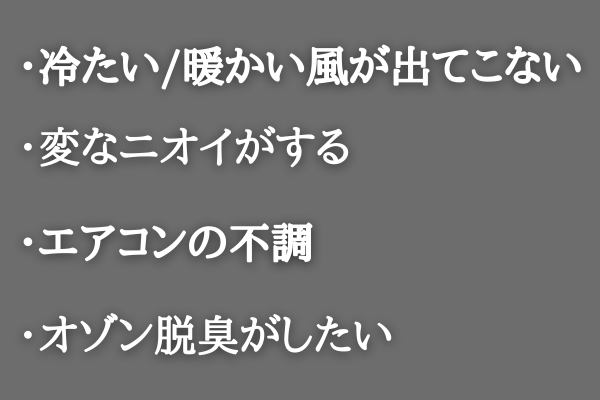 ・冷たい/暖かい風が出てこない
・変なニオイがする
・エアコンの不調
・オゾン脱臭がしたい